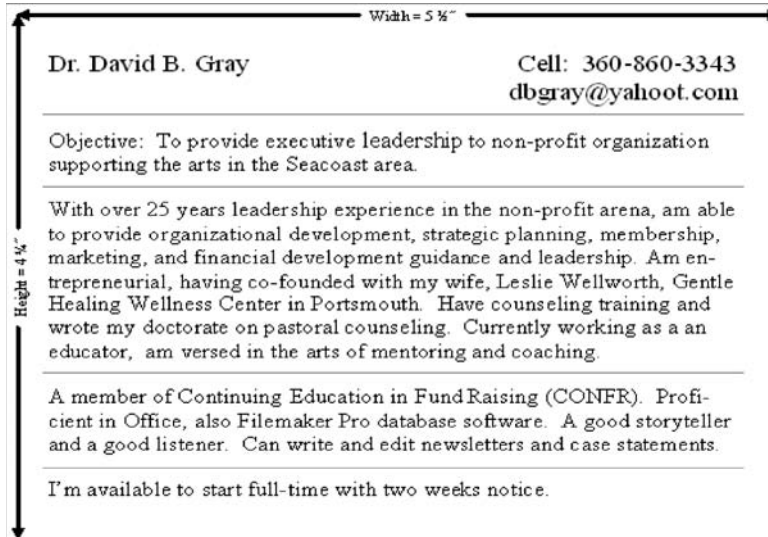 Width = 5 ½"
Height = 4 ¼"
Dr. David B. Gray
Cell: 360-860-3343
dbgray@yahoot.com
Objective: To provide executive leadership to non-profit organization
supporting the arts in the Seacoast area.
With over 25 years leadership experience in the non-profit arena, am able
to provide organizational development, strategic planning, membership,
marketing, and financial development guidance and leadership. Am en-
trepreneurial, having co-founded with my wife, Leslie Wellworth, Gentle
Healing Wellness Center in Portsmouth. Have counseling training and
wrote my doctorate on pastoral counseling. Currently working as a an
educator, am versed in the arts of mentoring and coaching.
A member of Continuing Education in Fund Raising (CONFR). Profi-
cient in Office, also Filemaker Pro database software. A good storyteller
and a good listener. Can write and edit newsletters and case statements.
I'm available to start full-time with two weeks notice.